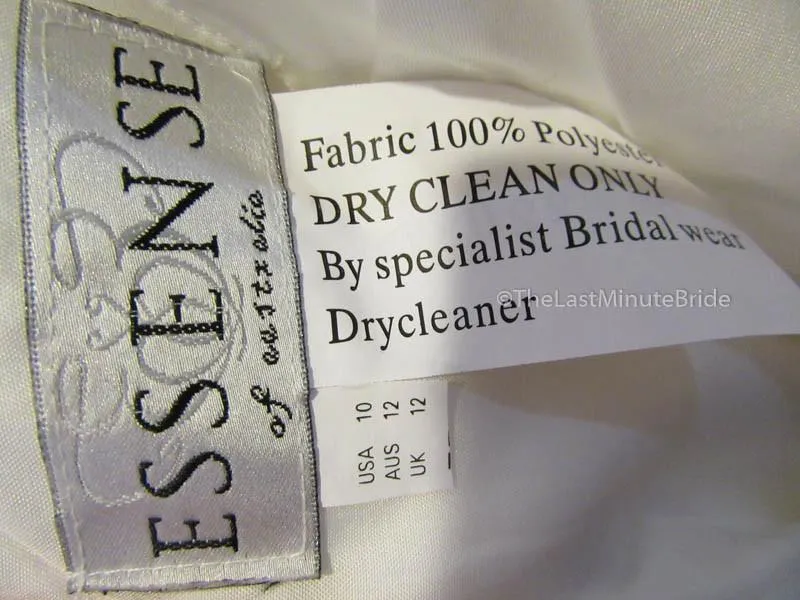 ESSENSE
of australia
Fabric 100% Polyester
DRY CLEAN ONLY
By specialist Bridal wear
Drycleaner
©TheLastMinuteBride
USA 10
AUS 12
UK 12